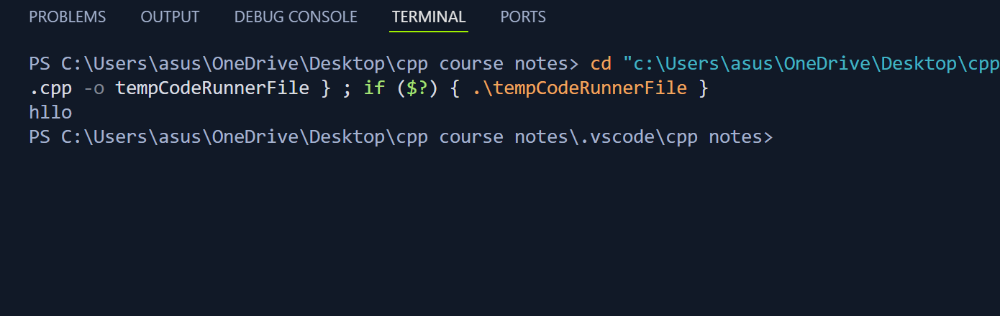 PROBLEMS OUTPUT DEBUG CONSOLE TERMINAL PORTS
PS C:\Users\asus\OneDrive\Desktop\cpp course notes> cd "c:\Users\asus\OneDrive\Desktop\cpp
.cpp -o tempCodeRunnerFile } ; if ($?) { .\tempCodeRunnerFile }
hllo
PS C:\Users\asus\OneDrive\Desktop\cpp course notes\.vscode\cpp notes>